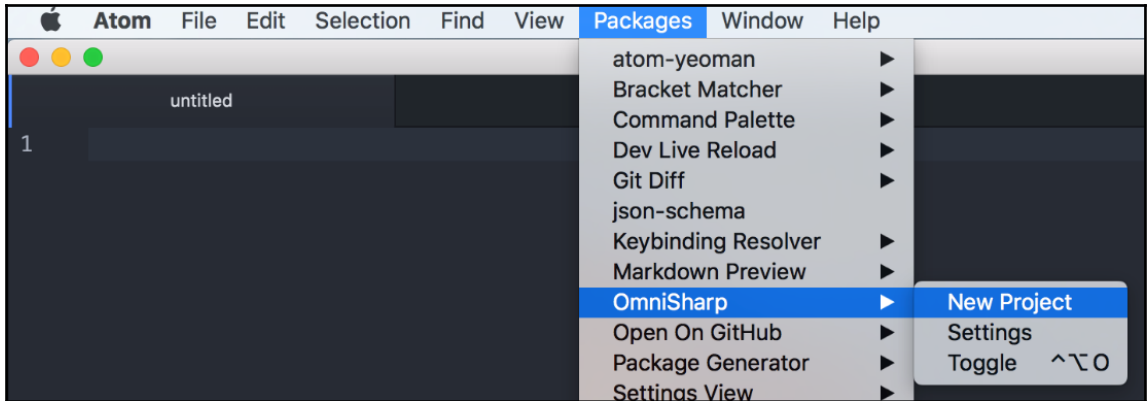 Atom File Edit Selection Find View Packages Window Help
untitled
1
atom-yeoman
Bracket Matcher
Command Palette
Dev Live Reload
Git Diff
json-schema
Keybinding Resolver
Markdown Preview
OmniSharp
Open On GitHub
Package Generator
Settings View
New Project
Settings
Toggle ^⌥O